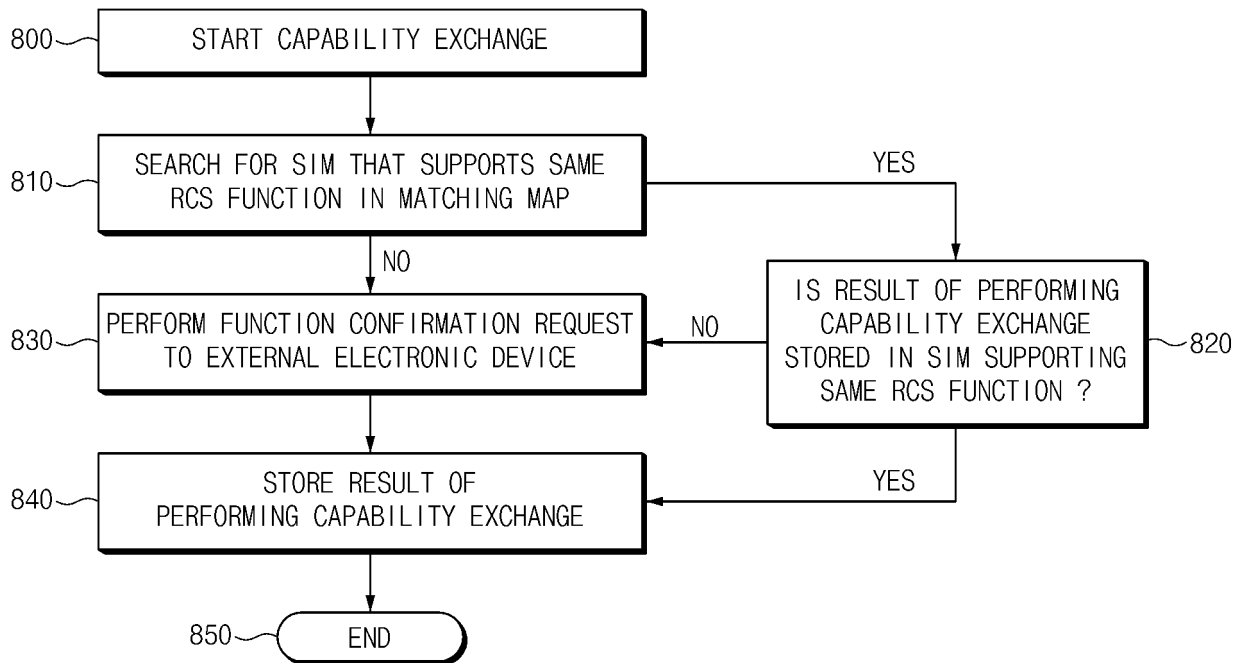 800
START CAPABILITY EXCHANGE
810
SEARCH FOR SIM THAT SUPPORTS SAME
RCS FUNCTION IN MATCHING MAP
YES
NO
IS RESULT OF PERFORMING
CAPABILITY EXCHANGE
STORED IN SIM SUPPORTING
SAME RCS FUNCTION ?
820
NO
830
PERFORM FUNCTION CONFIRMATION REQUEST
TO EXTERNAL ELECTRONIC DEVICE
YES
840
STORE RESULT OF
PERFORMING CAPABILITY EXCHANGE
850
END